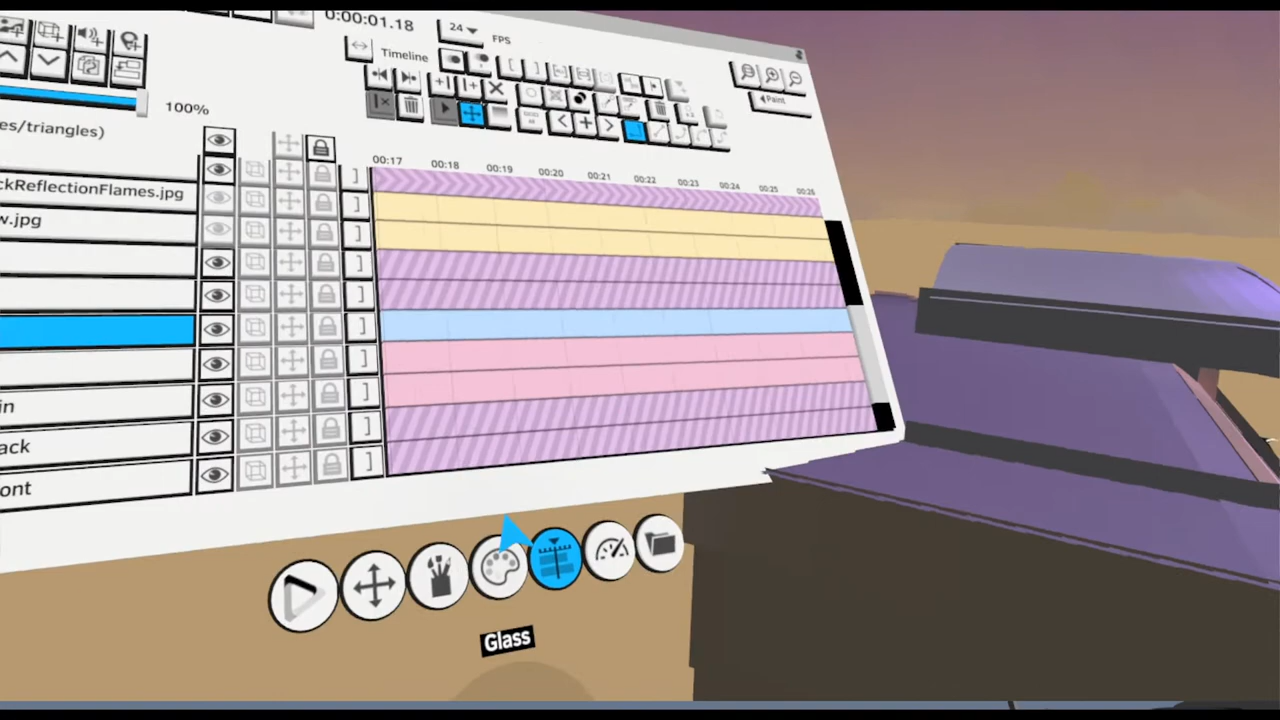 0:00:01.18
24
FPS
Timeline
100%
Paint
es/triangles)
ckReflectionFlames.jpg
w.jpg
in
ack
ont
00:17 00:18 00:19 00:20 00:21 00:22 00:23 00:24 00:25 00:26
Glass